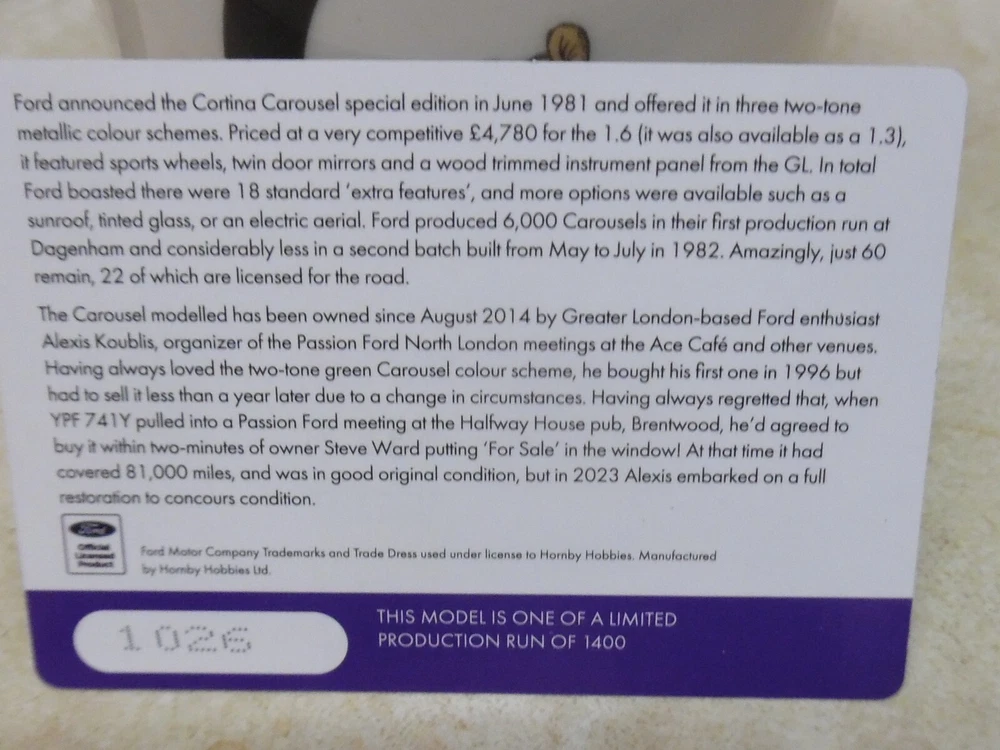 Ford announced the Cortina Carousel special edition in June 1981 and offered it in three two-tone
metallic colour schemes. Priced at a very competitive £4,780 for the 1.6 (it was also available as a 1.3),
it featured sports wheels, twin door mirrors and a wood trimmed instrument panel from the GL. In total
Ford boasted there were 18 standard 'extra features', and more options were available such as a
sunroof, tinted glass, or an electric aerial. Ford produced 6,000 Carousels in their first production run at
Dagenham and considerably less in a second batch built from May to July in 1982. Amazingly, just 60
remain, 22 of which are licensed for the road.
The Carousel modelled has been owned since August 2014 by Greater London-based Ford enthusiast
Alexis Koublis, organizer of the Passion Ford North London meetings at the Ace Café and other venues.
Having always loved the two-tone green Carousel colour scheme, he bought his first one in 1996 but
had to sell it less than a year later due to a change in circumstances. Having always regretted that, when
YPF 741Y pulled into a Passion Ford meeting at the Halfway House pub, Brentwood, he'd agreed to
buy it within two-minutes of owner Steve Ward putting 'For Sale' in the window! At that time it had
covered 81,000 miles, and was in good original condition, but in 2023 Alexis embarked on a full
restoration to concours condition.
Ford
Official
Licensed
Product
Ford Motor Company Trademarks and Trade Dress used under license to Hornby Hobbies. Manufactured
by Hornby Hobbies Ltd.
1026
THIS MODEL IS ONE OF A LIMITED
PRODUCTION RUN OF 1400